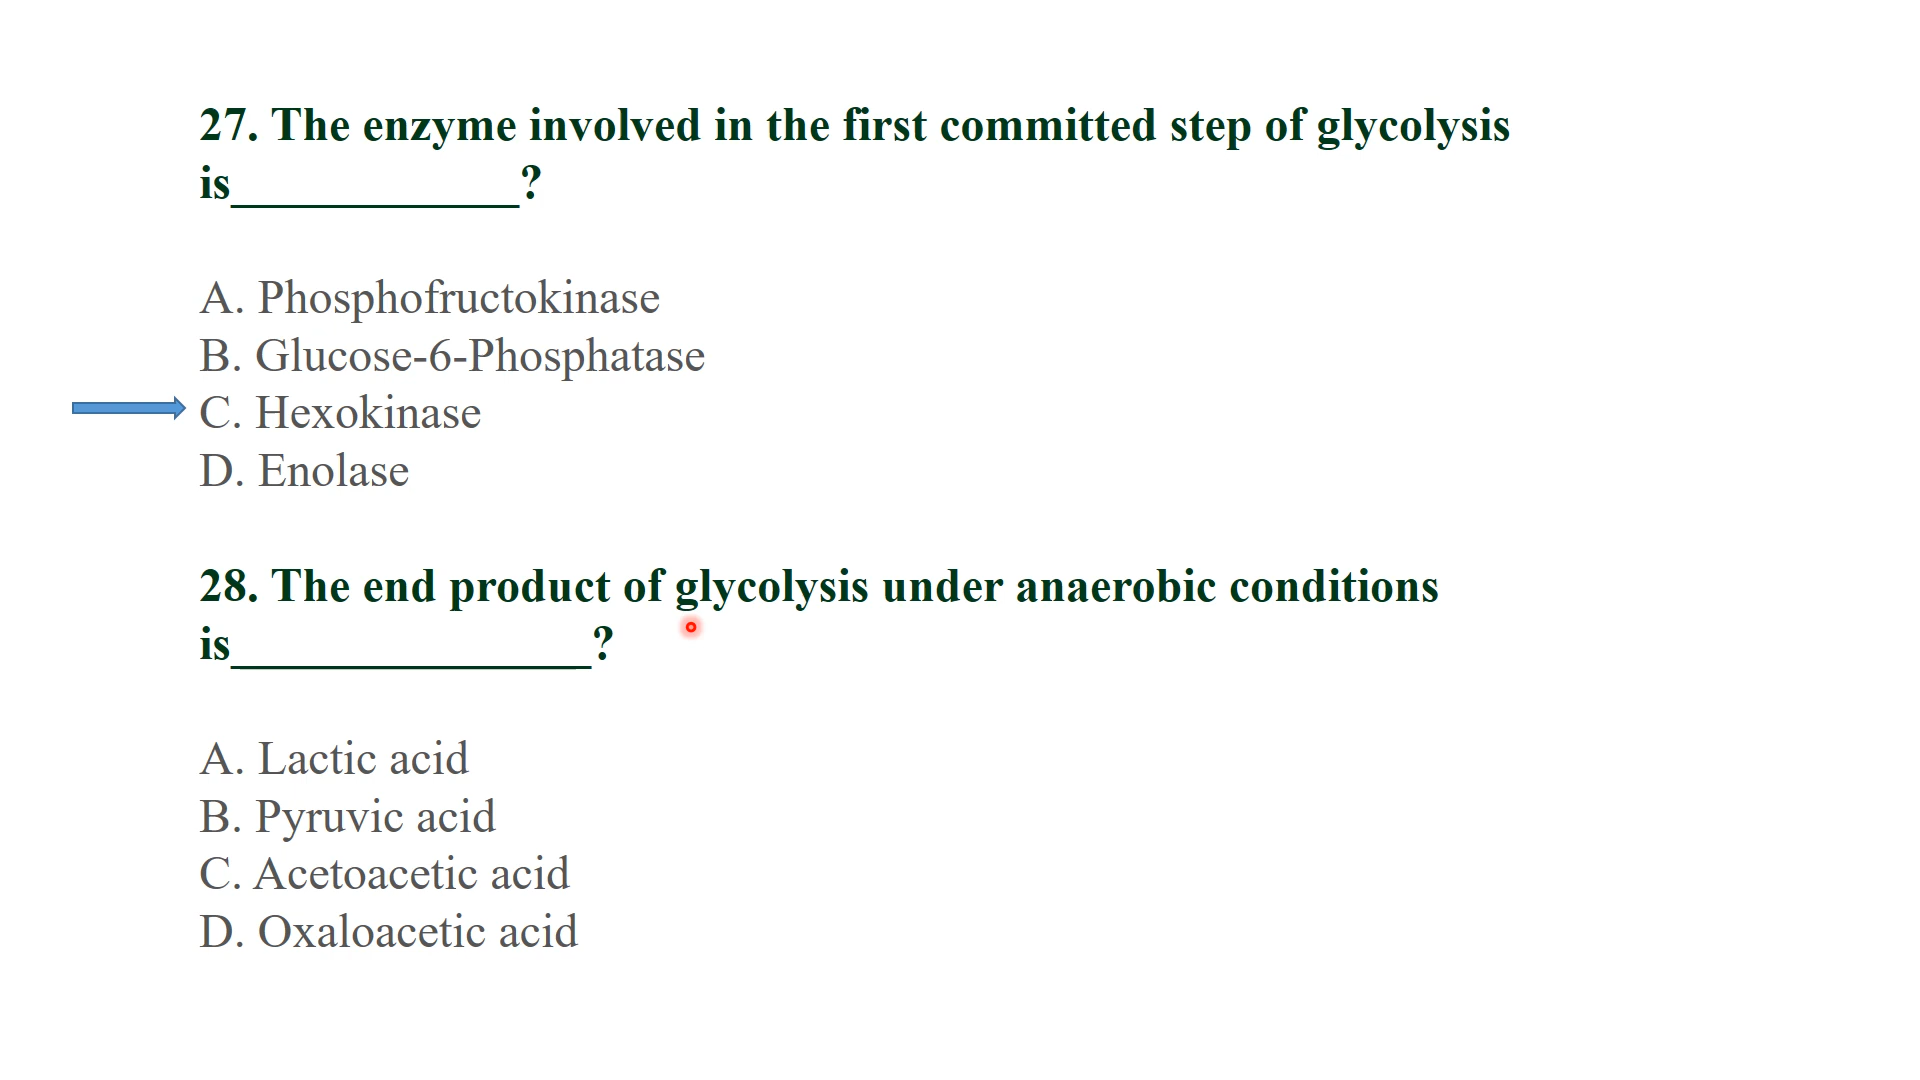 27. The enzyme involved in the first committed step of glycolysis
is____________?
A. Phosphofructokinase
B. Glucose-6-Phosphatase
C. Hexokinase
D. Enolase
28. The end product of glycolysis under anaerobic conditions
is_______________?
A. Lactic acid
B. Pyruvic acid
C. Acetoacetic acid
D. Oxaloacetic acid